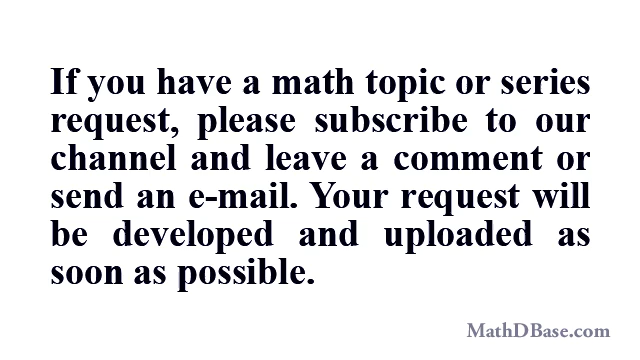 If you have a math topic or series
request, please subscribe to our
channel and leave a comment or
send an e-mail. Your request will
be developed and uploaded as
soon as possible.
MathDBase.com